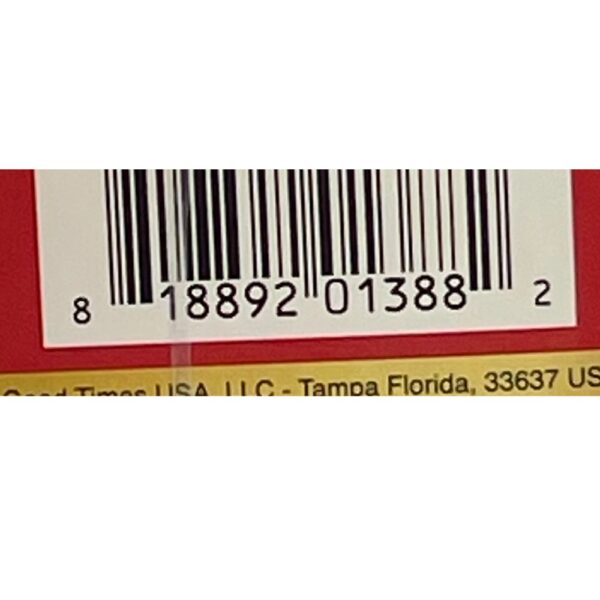 8 18892 01388 2
Good Times USA, LLC - Tampa Florida, 33637 US